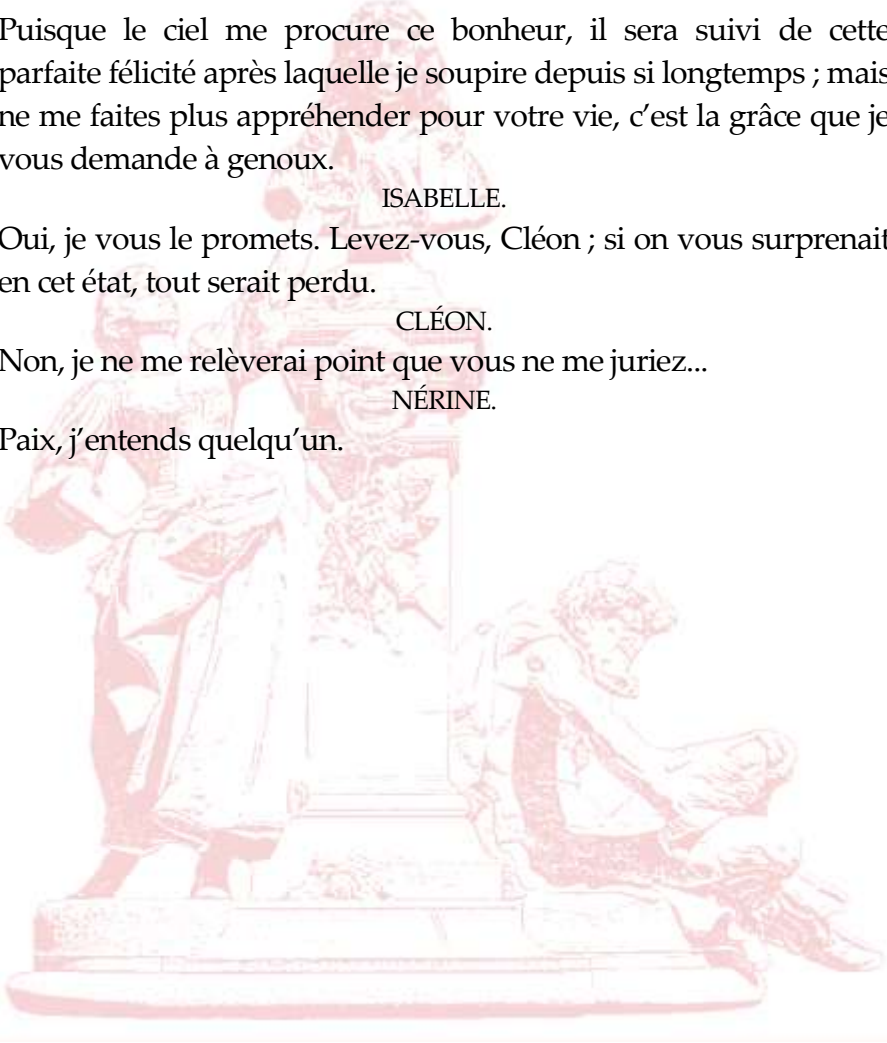 Puisque le ciel me procure ce bonheur, il sera suivi de cette
parfaite félicité après laquelle je soupire depuis si longtemps ; mais
ne me faites plus appréhender pour votre vie, c’est la grâce que je
vous demande à genoux.
ISABELLE.
Oui, je vous le promets. Levez-vous, Cléon ; si on vous surprenait
en cet état, tout serait perdu.
CLÉON.
Non, je ne me relèverai point que vous ne me juriez...
NÉRINE.
Paix, j’entends quelqu’un.